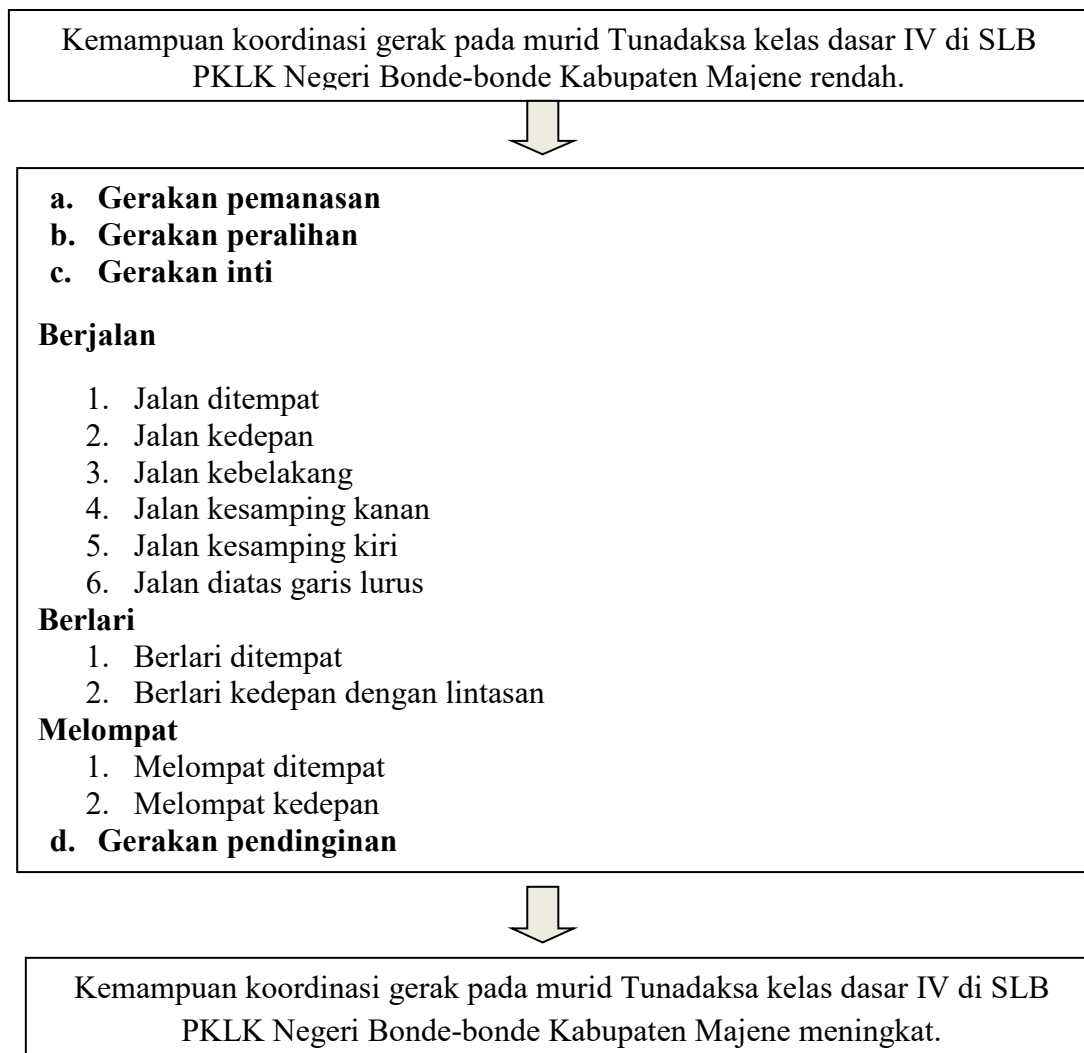 Kemampuan koordinasi gerak pada murid Tunadaksa kelas dasar IV di SLB
PKLK Negeri Bonde-bonde Kabupaten Majene rendah.
a. Gerakan pemanasan
b. Gerakan peralihan
c. Gerakan inti
Berjalan
1. Jalan ditempat
2. Jalan kedepan
3. Jalan kebelakang
4. Jalan kesamping kanan
5. Jalan kesamping kiri
6. Jalan diatas garis lurus
Berlari
1. Berlari ditempat
2. Berlari kedepan dengan lintasan
Melompat
1. Melompat ditempat
2. Melompat kedepan
d. Gerakan pendinginan
Kemampuan koordinasi gerak pada murid Tunadaksa kelas dasar IV di SLB
PKLK Negeri Bonde-bonde Kabupaten Majene meningkat.